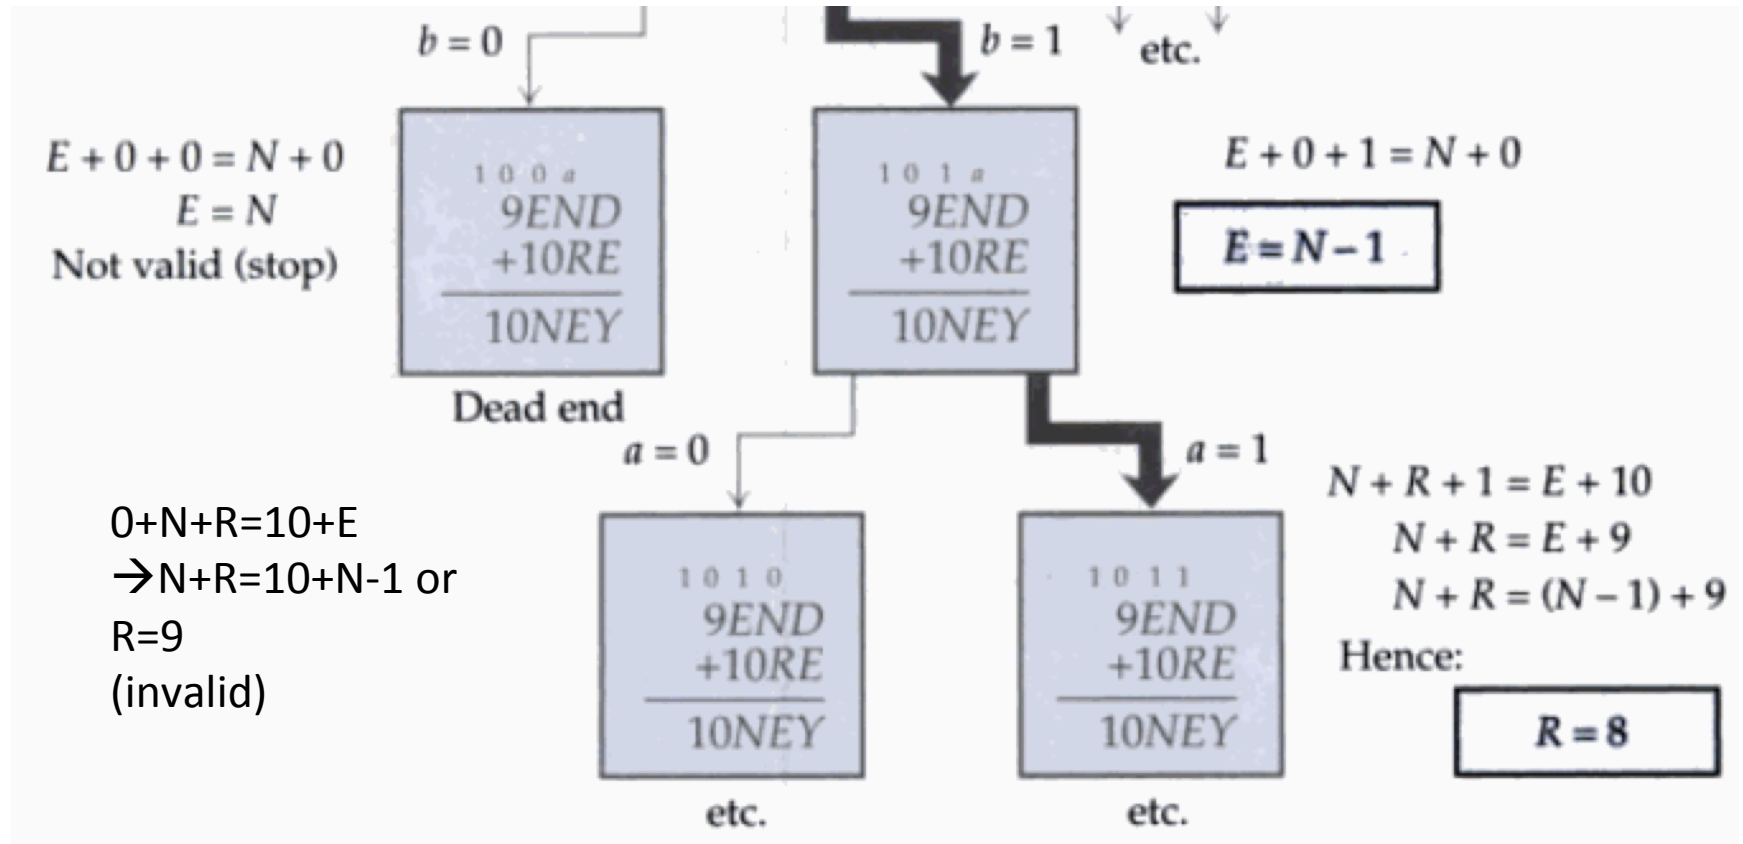 b = 0
b = 1
etc.
E + 0 + 0 = N + 0
E = N
Not valid (stop)
1 0 0 a
9END
+10RE
10NEY
Dead end
1 0 1 a
9END
+10RE
10NEY
E + 0 + 1 = N + 0
E = N – 1
a = 0
a = 1
0+N+R=10+E
→N+R=10+N-1 or
R=9
(invalid)
1 0 1 0
9END
+10RE
10NEY
etc.
1 0 1 1
9END
+10RE
10NEY
etc.
N + R + 1 = E + 10
N + R = E + 9
N + R = (N – 1) + 9
Hence:
R = 8